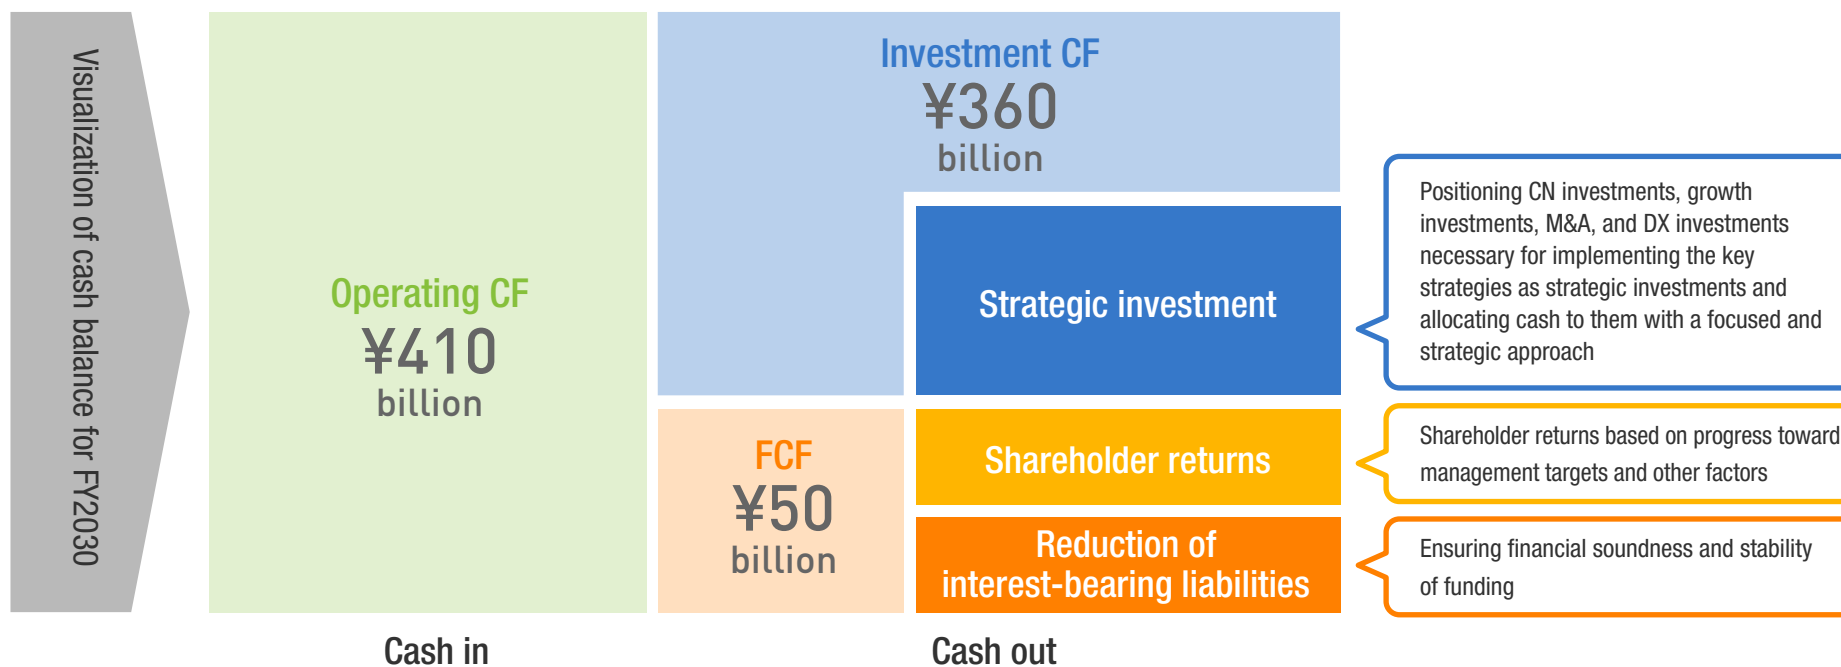 Visualization of cash balance for FY2030
Operating CF
¥410
billion
Investment CF
¥360
billion
Strategic investment
FCF
¥50
billion
Shareholder returns
Reduction of
interest-bearing liabilities
Positioning CN investments, growth
investments, M&A, and DX investments
necessary for implementing the key
strategies as strategic investments and
allocating cash to them with a focused and
strategic approach
Shareholder returns based on progress toward
management targets and other factors
Ensuring financial soundness and stability
of funding
Cash in
Cash out